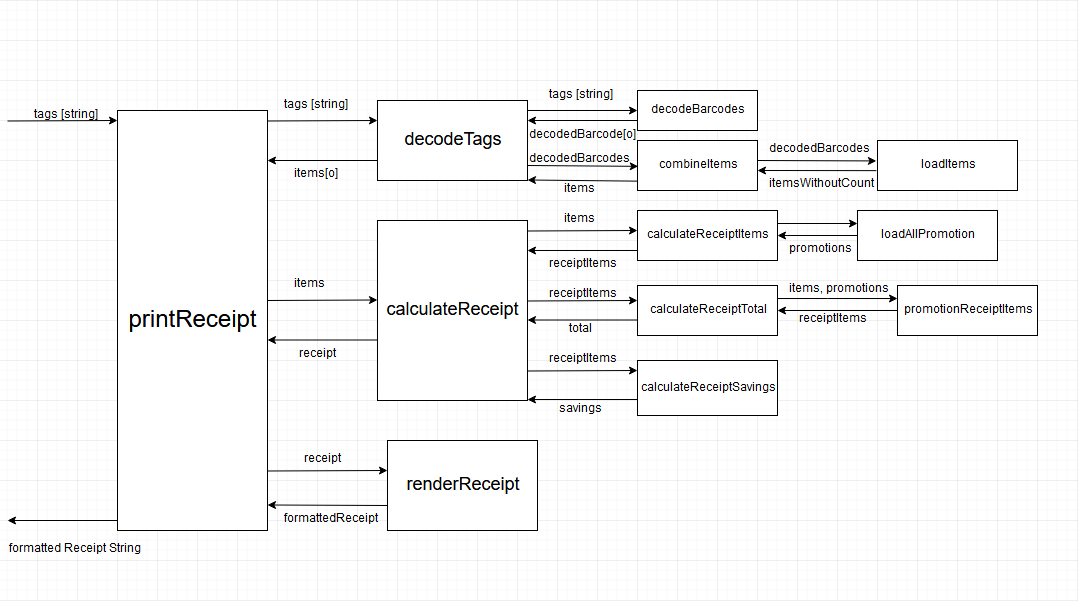 tags [string]
printReceipt
tags [string]
decodeTags
items[o]
tags [string]
decodeBarcodes
decodedBarcode[o]
decodedBarcodes
combineItems
items
decodedBarcodes
loadItems
itemsWithoutCount
items
calculateReceipt
receipt
items
calculateReceiptItems
receiptItems
loadAllPromotion
promotions
receiptItems
calculateReceiptTotal
total
items, promotions
promotionReceiptItems
receiptItems
receiptItems
calculateReceiptSavings
savings
receipt
renderReceipt
formattedReceipt
formatted Receipt String